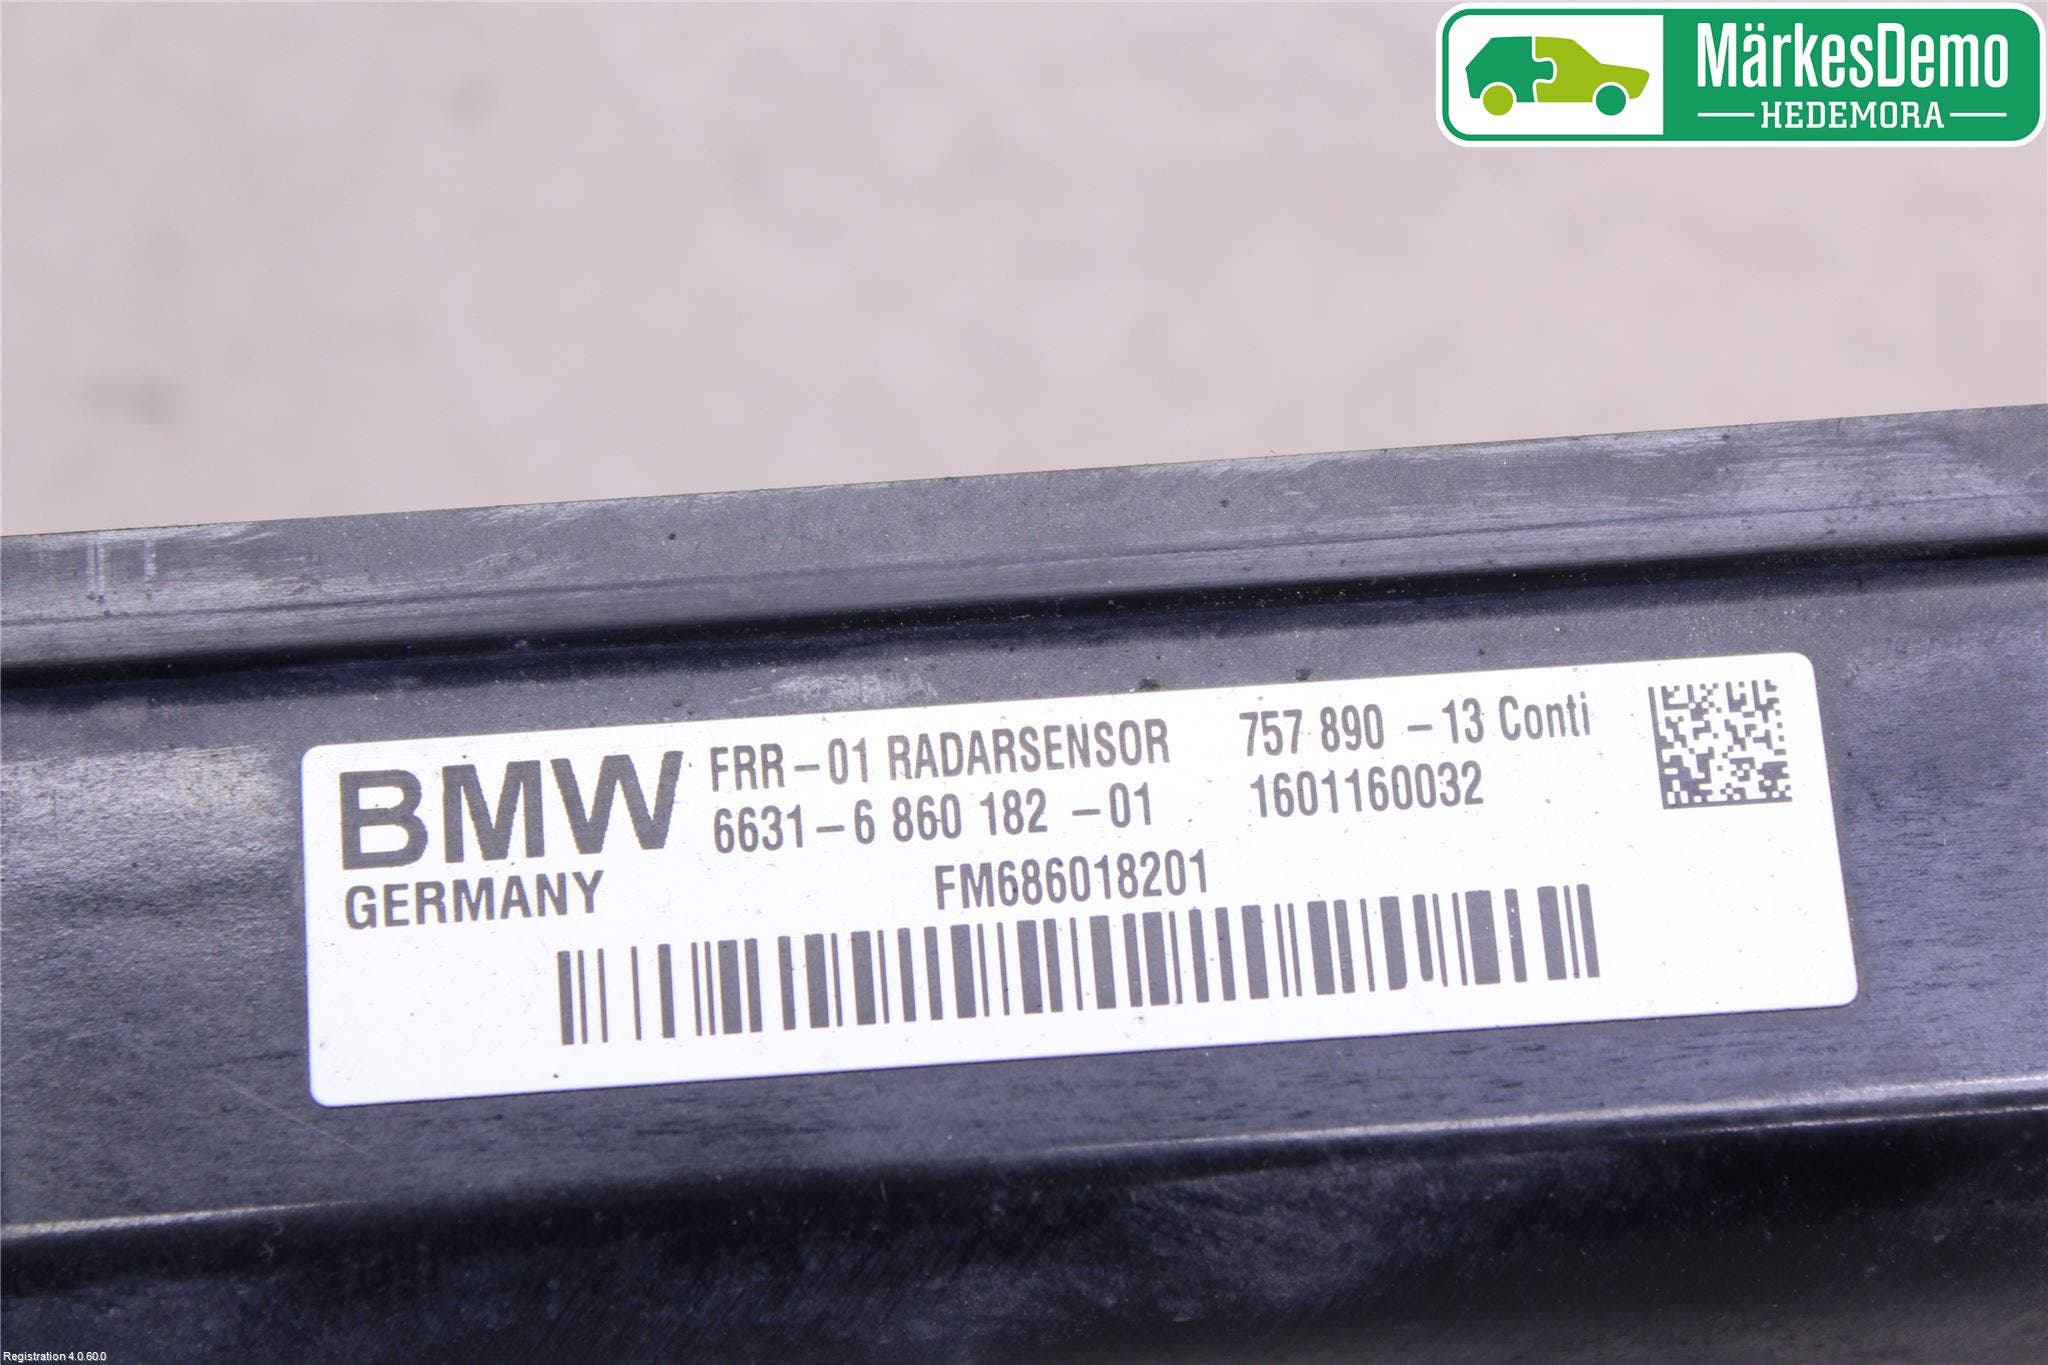 MärkesDemo
HEDEMORA
BMW
GERMANY
FRR-01 RADARSENSOR 757 890 -13 Conti
6631-6 860 182 -01 1601160032
FM686018201
Registration 4.0.60.0